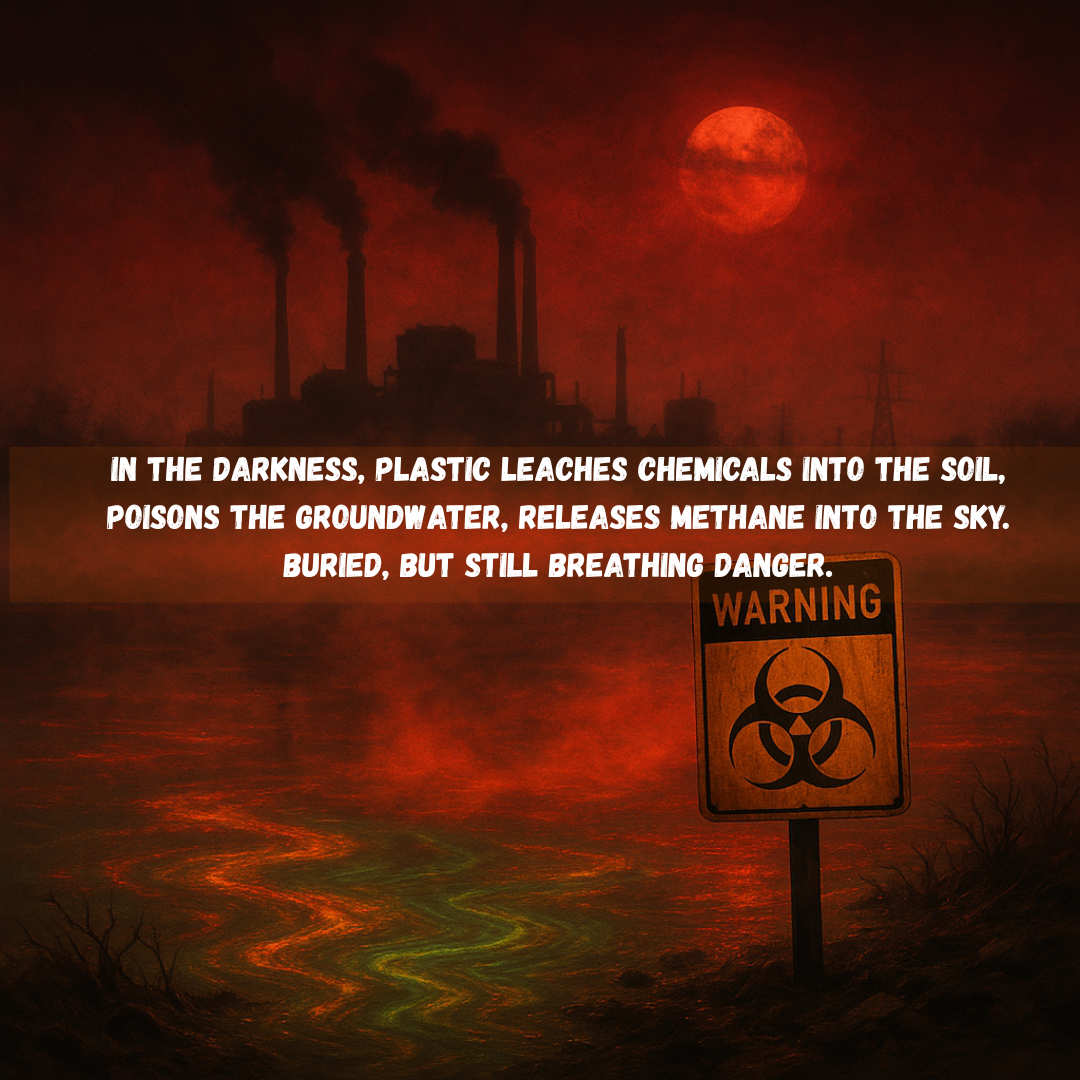 IN THE DARKNESS, PLASTIC LEACHES CHEMICALS INTO THE SOIL,
POISONS THE GROUNDWATER, RELEASES METHANE INTO THE SKY.
BURIED, BUT STILL BREATHING DANGER.
WARNING